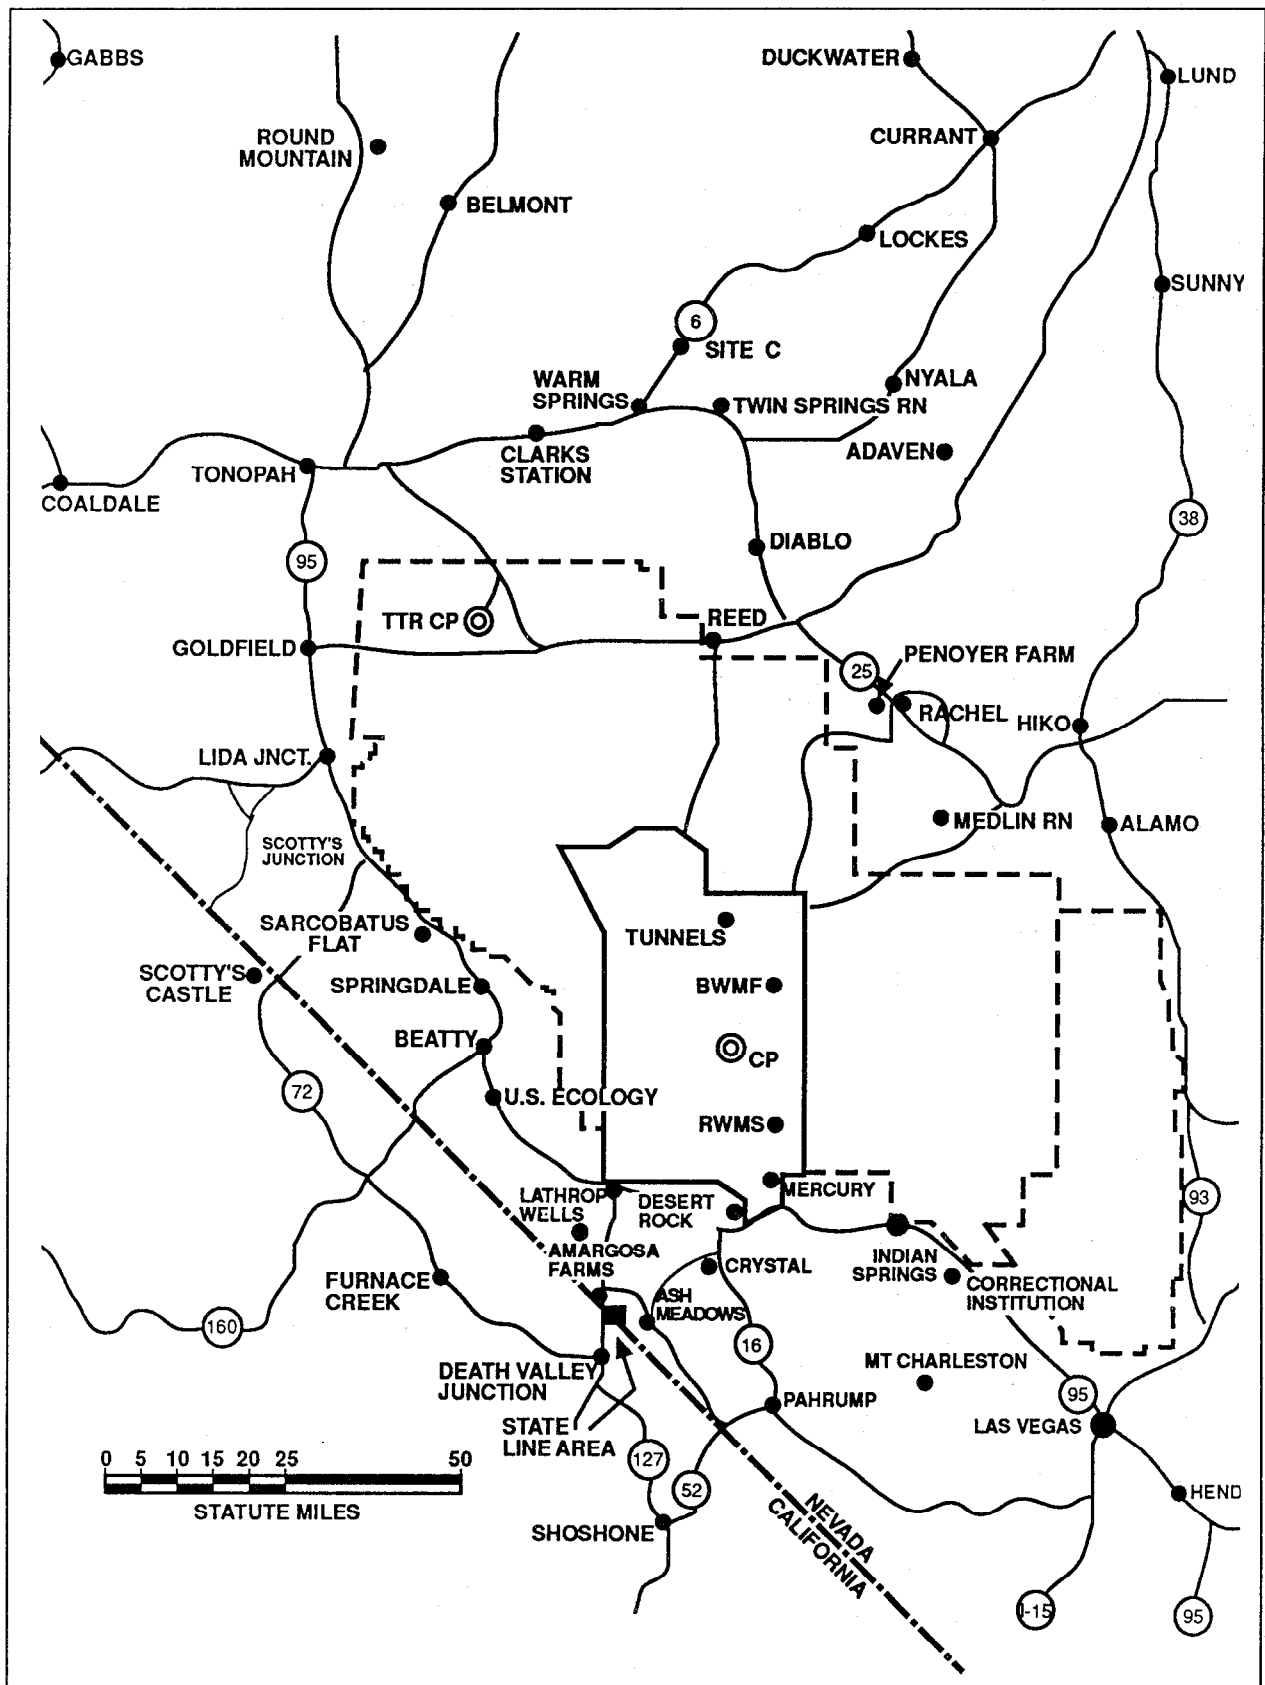 GABBS
DUCKWATER
LUND
ROUND
MOUNTAIN
CURRANT
BELMONT
LOCKES
SUNNY
6
SITE C
WARM
SPRINGS
NYALA
TWIN SPRINGS RN
CLARKS
STATION
ADAVEN
TONOPAH
COALDALE
38
95
DIABLO
TTR CP
REED
GOLDFIELD
PENOYER FARM
25
RACHEL
HIKO
LIDA JNCT.
MEDLIN RN
ALAMO
SCOTTY'S
JUNCTION
SARCOBATUS
FLAT
TUNNELS
SCOTTY'S
CASTLE
SPRINGDALE
BWMF
BEATTY
CP
72
U.S. ECOLOGY
RWMS
MERCURY
LATHROP
WELLS
DESERT
ROCK
93
AMARGOSA
FARMS
CRYSTAL
INDIAN
SPRINGS
FURNACE
CREEK
CORRECTIONAL
INSTITUTION
ASH
MEADOWS
160
16
MT CHARLESTON
DEATH VALLEY
JUNCTION
PAHRUMP
95
LAS VEGAS
STATE
LINE AREA
127
0 5 10 15 20 25 50
STATUTE MILES
52
HEND
SHOSHONE
NEVADA
CALIFORNIA
I-15
95